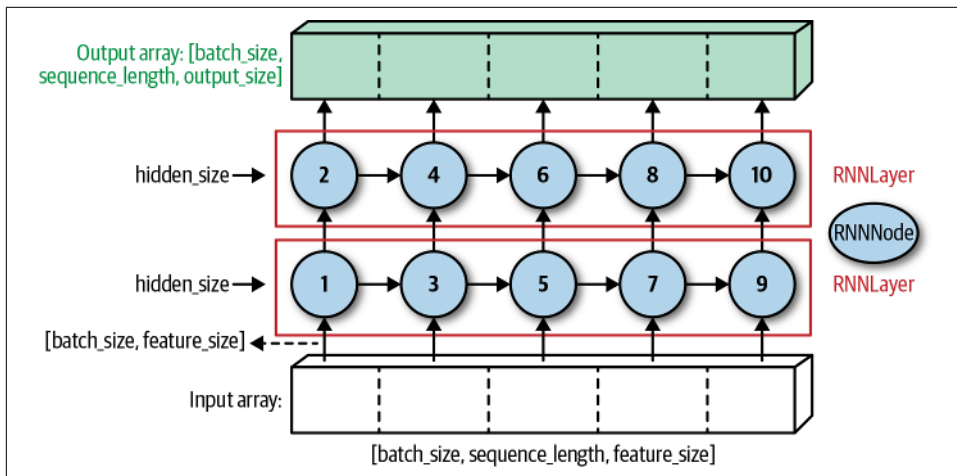 Output array: [batch_size,
sequence_length, output_size]
hidden_size
2 4 6 8 10
RNNLayer
RNNNode
hidden_size
1 3 5 7 9
RNNLayer
[batch_size, feature_size]
Input array:
[batch_size, sequence_length, feature_size]